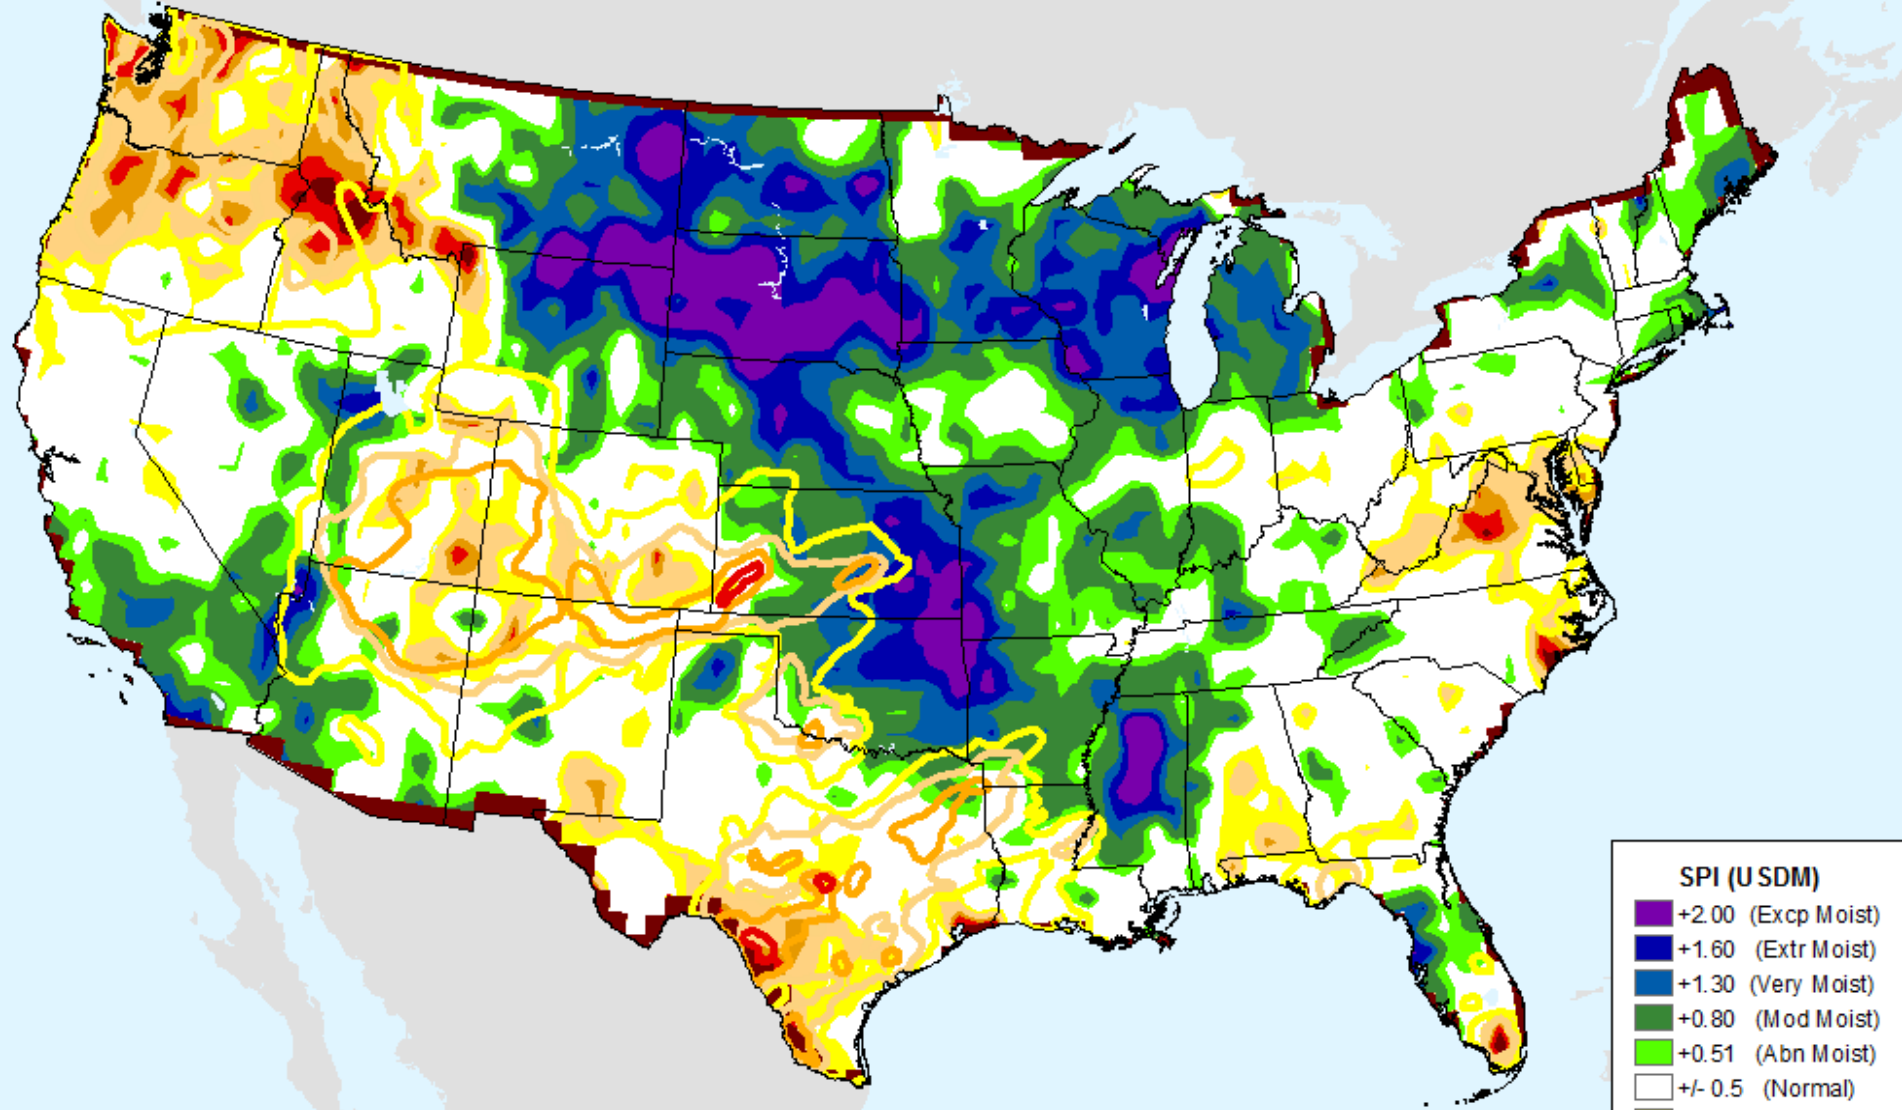 SPI (USDM)
+2.00 (Excp Moist)
+1.60 (Extr Moist)
+1.30 (Very Moist)
+0.80 (Mod Moist)
+0.51 (Abn Moist)
+/- 0.5 (Normal)